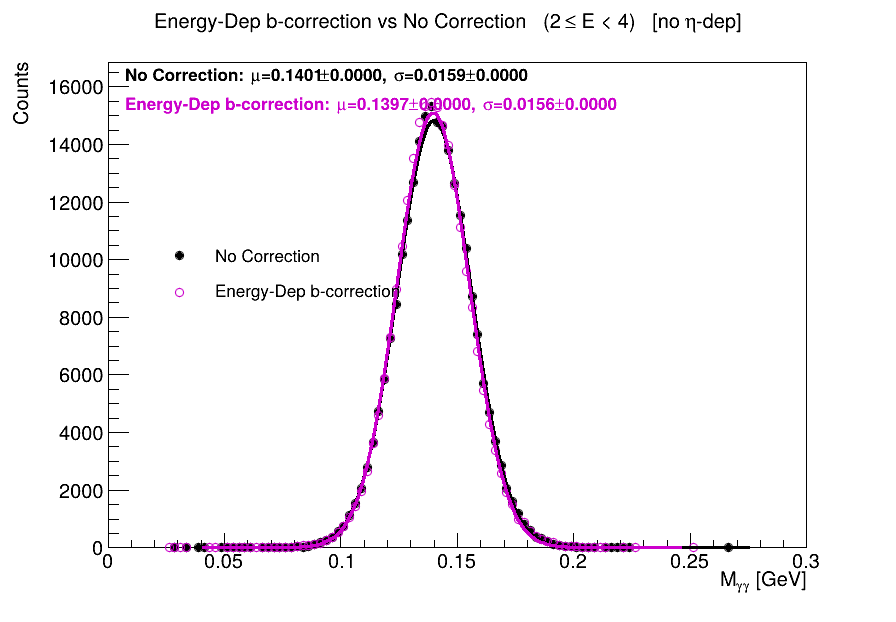 Energy-Dep b-correction vs No Correction (2 ≤ E < 4) [no η-dep]
Counts
No Correction: μ=0.1401±0.0000, σ=0.0159±0.0000
Energy-Dep b-correction: μ=0.1397±0.0000, σ=0.0156±0.0000
16000
14000
12000
10000
8000
6000
4000
2000
0
No Correction
Energy-Dep b-correction
0 0.05 0.1 0.15 0.2 0.25 0.3
Mγγ [GeV]